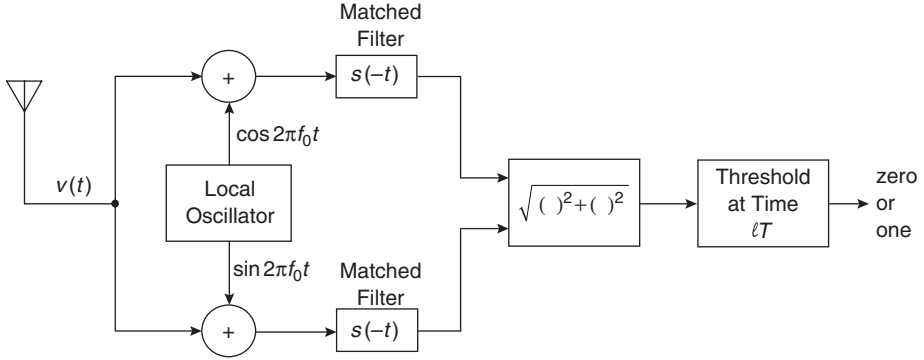 Matched
Filter
+
s(−t)
cos 2πf₀t
v(t)
Local
Oscillator
√( )² + ( )²
Threshold
at Time
ℓT
zero
or
one
sin 2πf₀t
Matched
Filter
+
s(−t)